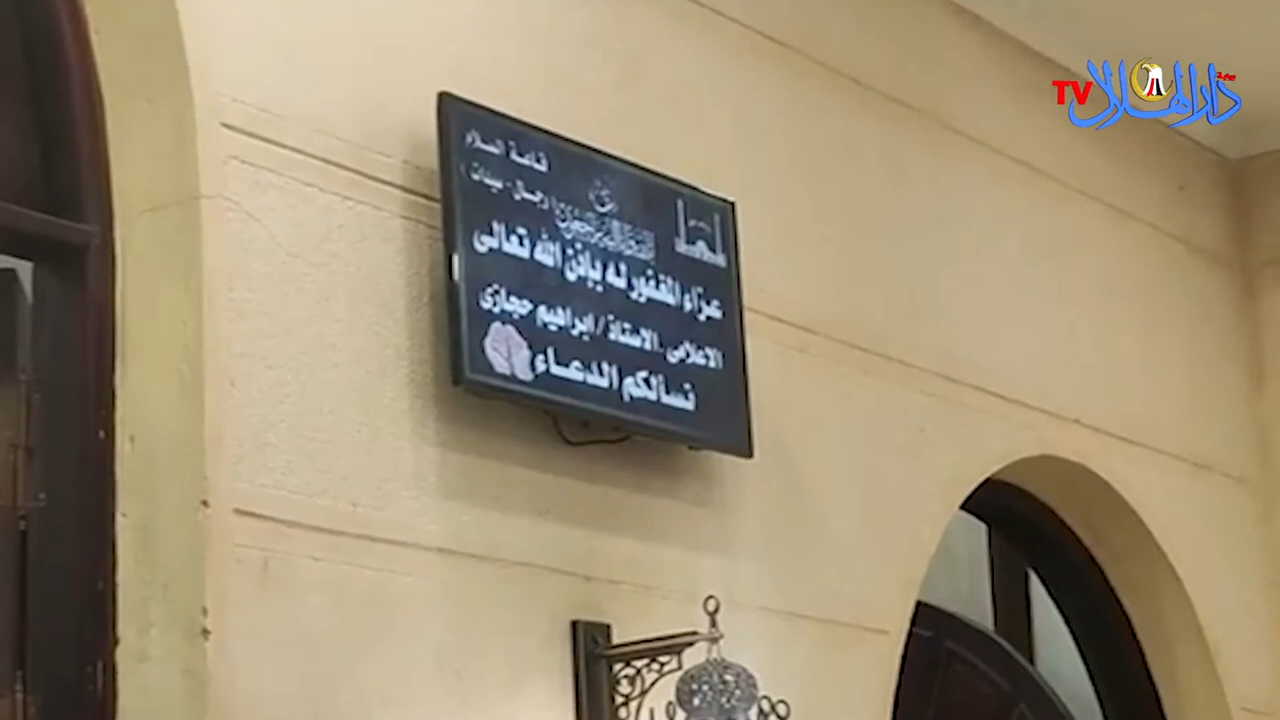 دار الهلال TV
قاعة السلام
( رجال - سيدات )
عزاء المغفور له بإذن الله تعالى
الاعلامى .الاستاذ / ابراهيم حجازى
نسألكم الدعاء